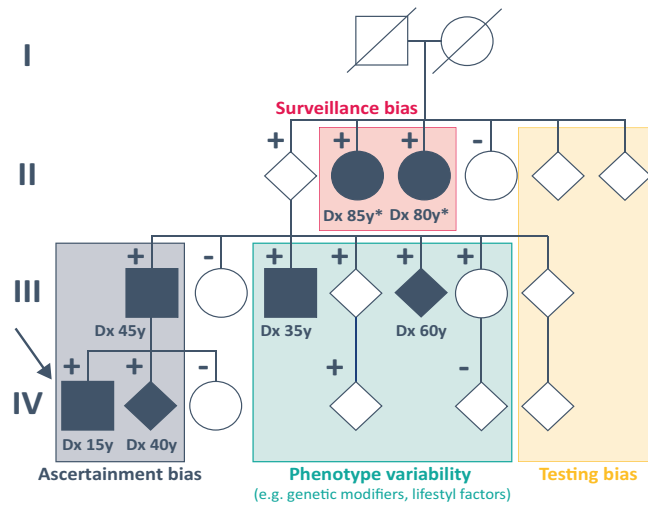 I
Surveillance bias
+ + + -
II
Dx 85y* Dx 80y*
+ - + + + +
III
Dx 45y Dx 35y Dx 60y
+ + - + -
IV
Dx 15y Dx 40y
Ascertainment bias Phenotype variability Testing bias
(e.g. genetic modifiers, lifestyl factors)